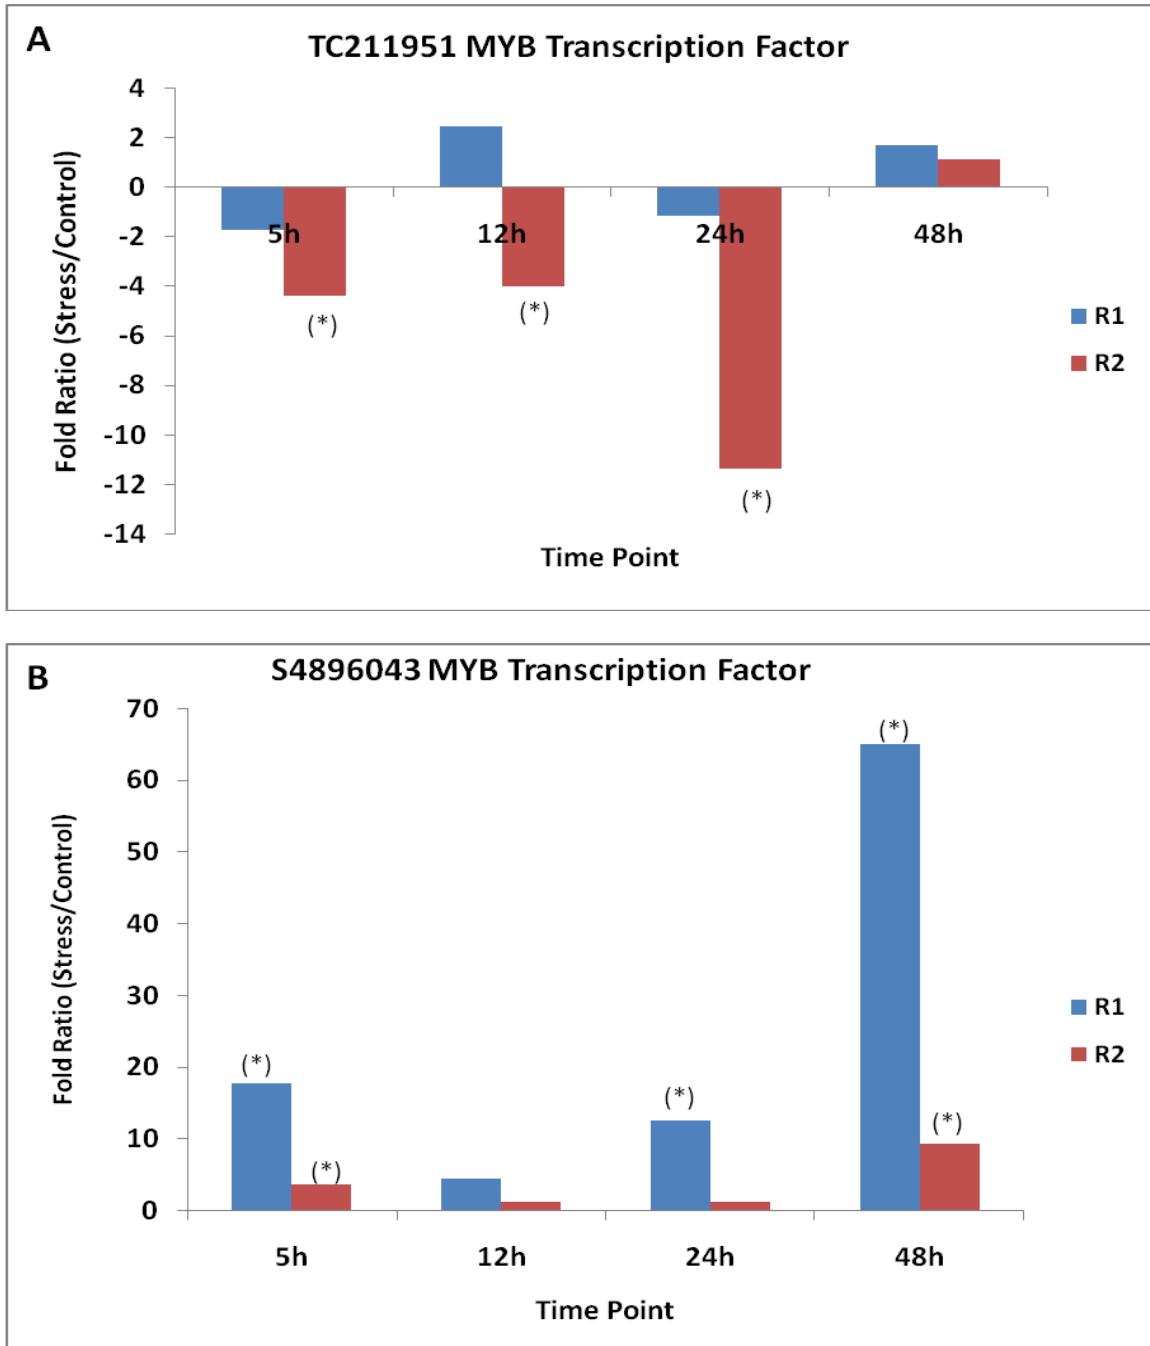 A
TC211951 MYB Transcription Factor
4
2
0
-2
-4
-6
-8
-10
-12
-14
Fold Ratio (Stress/Control)
5h
12h
24h
48h
(*)
(*)
(*)
Time Point
R1
R2
B
S4896043 MYB Transcription Factor
70
60
50
40
30
20
10
0
Fold Ratio (Stress/Control)
(*)
(*)
(*)
(*)
(*)
5h
12h
24h
48h
Time Point
R1
R2